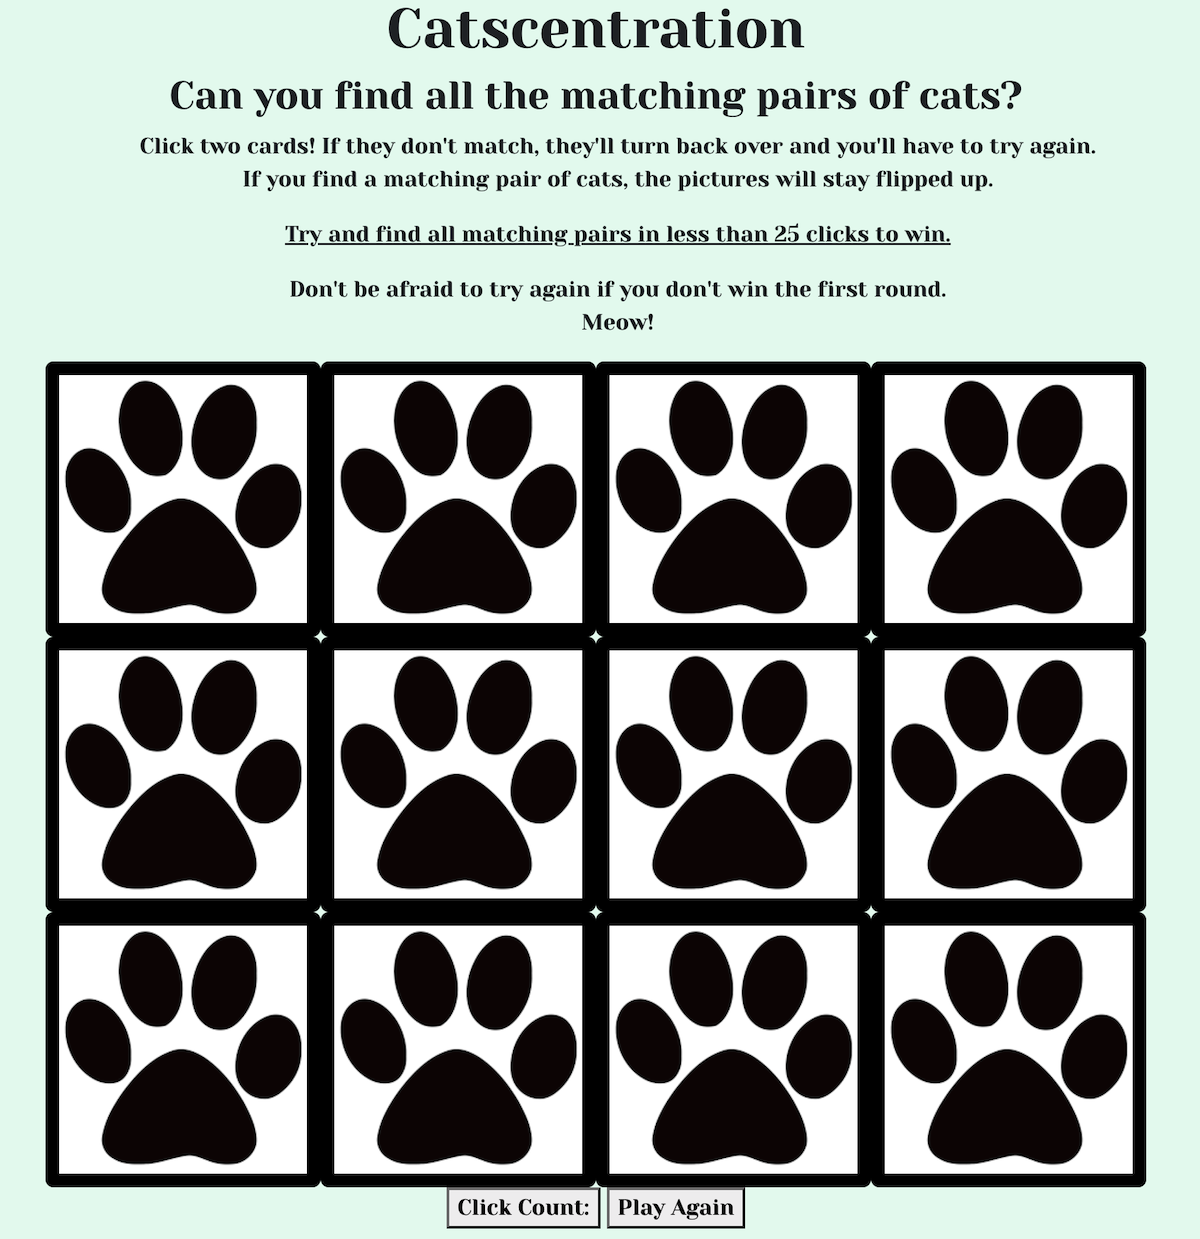 Catscentration
Can you find all the matching pairs of cats?
Click two cards! If they don't match, they'll turn back over and you'll have to try again.
If you find a matching pair of cats, the pictures will stay flipped up.
Try and find all matching pairs in less than 25 clicks to win.
Don't be afraid to try again if you don't win the first round.
Meow!
Click Count:
Play Again